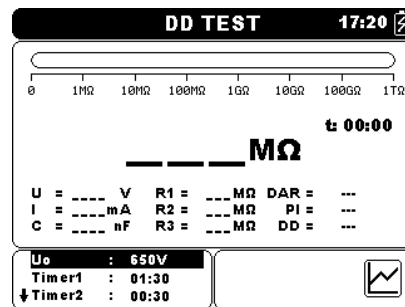 DD TEST 17:20
0 1MΩ 10MΩ 100MΩ 1GΩ 10GΩ 100GΩ 1TΩ
t: 00:00
_ _ _ MΩ
U = ____ V R1 = ___MΩ DAR = ---
I = ____mA R2 = ___MΩ PI = ---
C = ____ nF R3 = ___MΩ DD = ---
Uo : 650V
Timer1 : 01:30
Timer2 : 00:30